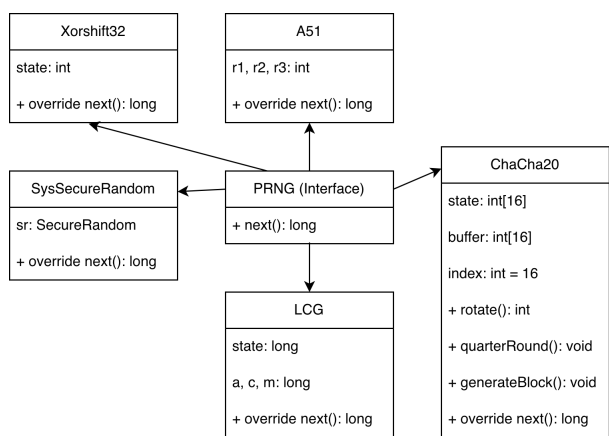 Xorshift32
state: int
+ override next(): long
A51
r1, r2, r3: int
+ override next(): long
SysSecureRandom
sr: SecureRandom
+ override next(): long
PRNG (Interface)
+ next(): long
ChaCha20
state: int[16]
buffer: int[16]
index: int = 16
+ rotate(): int
+ quarterRound(): void
+ generateBlock(): void
+ override next(): long
LCG
state: long
a, c, m: long
+ override next(): long